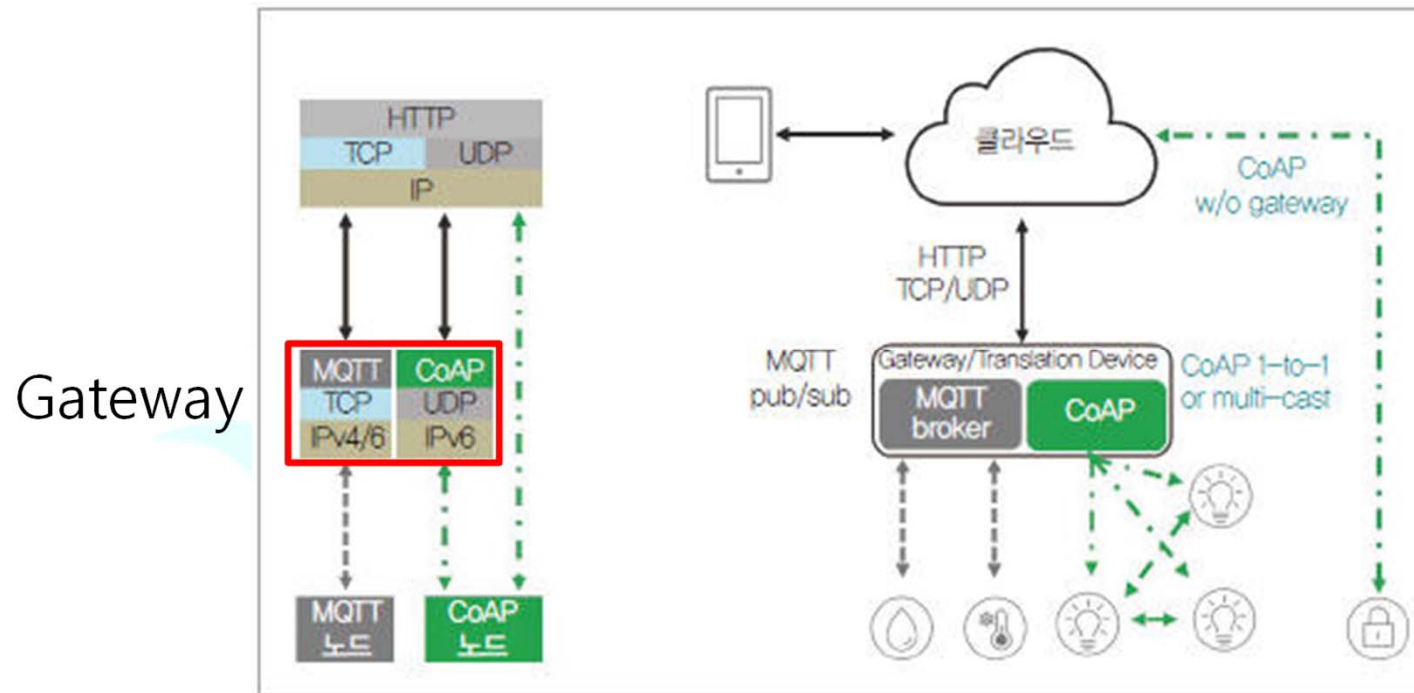 HTTP
TCP UDP
IP
Gateway
MQTT CoAP
TCP UDP
IPv4/6 IPv6
MQTT
노드
CoAP
노드
클라우드
CoAP
w/o gateway
HTTP
TCP/UDP
MQTT
pub/sub
Gateway/Translation Device
MQTT
broker
CoAP
CoAP 1-to-1
or multi-cast